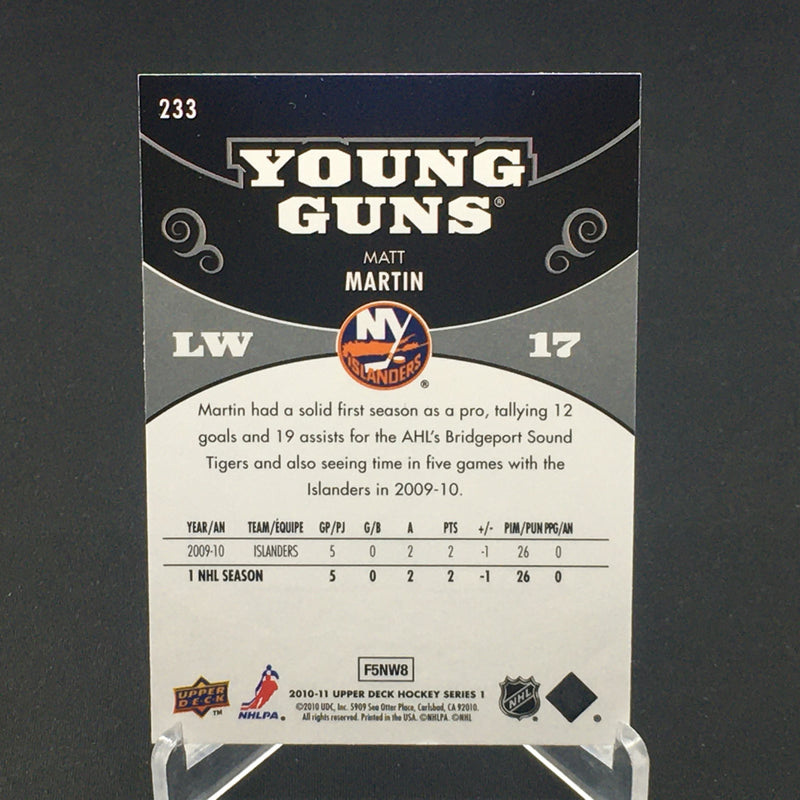 233
YOUNG
GUNS®
MATT
MARTIN
LW
NY
ISLANDERS
®
17
Martin had a solid first season as a pro, tallying 12
goals and 19 assists for the AHL's Bridgeport Sound
Tigers and also seeing time in five games with the
Islanders in 2009-10.
YEAR/AN TEAM/ÉQUIPE GP/PJ G/B A PTS +/- PIM/PUN PPG/AN
2009-10 ISLANDERS 5 0 2 2 -1 26 0
1 NHL SEASON 5 0 2 2 -1 26 0
F5NW8
UPPER
DECK
TM
NHLPA®
2010-11 UPPER DECK HOCKEY SERIES 1
©2010 UDC, Inc. 5909 Sea Otter Place, Carlsbad, CA 92010.
All rights reserved. Printed in the USA. ©NHLPA. ©NHL
NHL
®
®